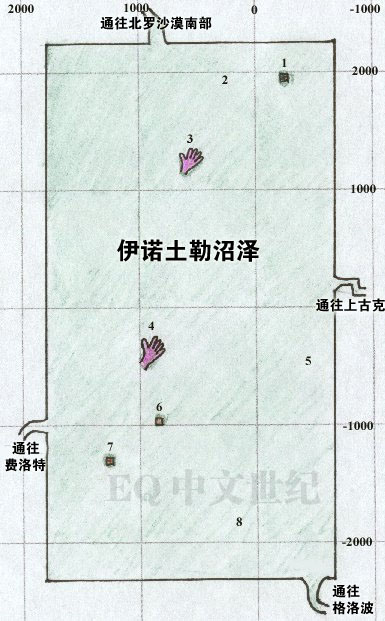 2000
1000
0
-1000
通往北罗沙漠南部
1
2
2000
3
1000
伊诺土勒沼泽
0
通往上古克
4
5
6
-1000
通往
费洛特
7
EQ 中文世纪
8
-2000
通往
格洛波